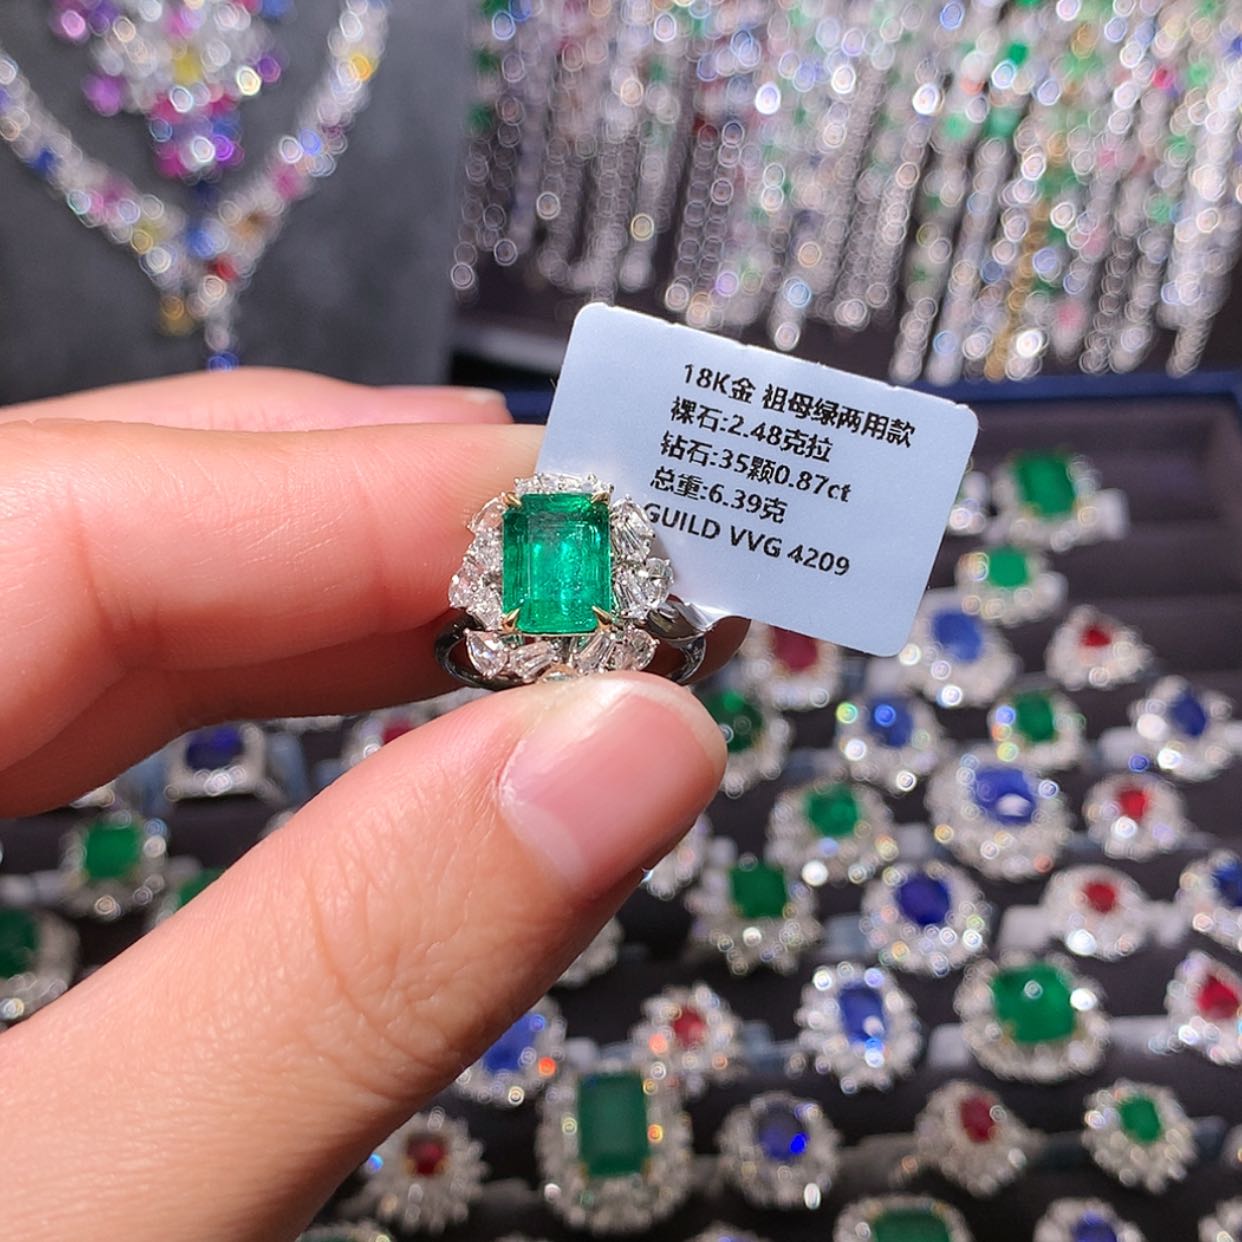 18K金 祖母绿两用款
裸石:2.48克拉
钻石:35颗0.87ct
总重:6.39克
GUILD VVG 4209